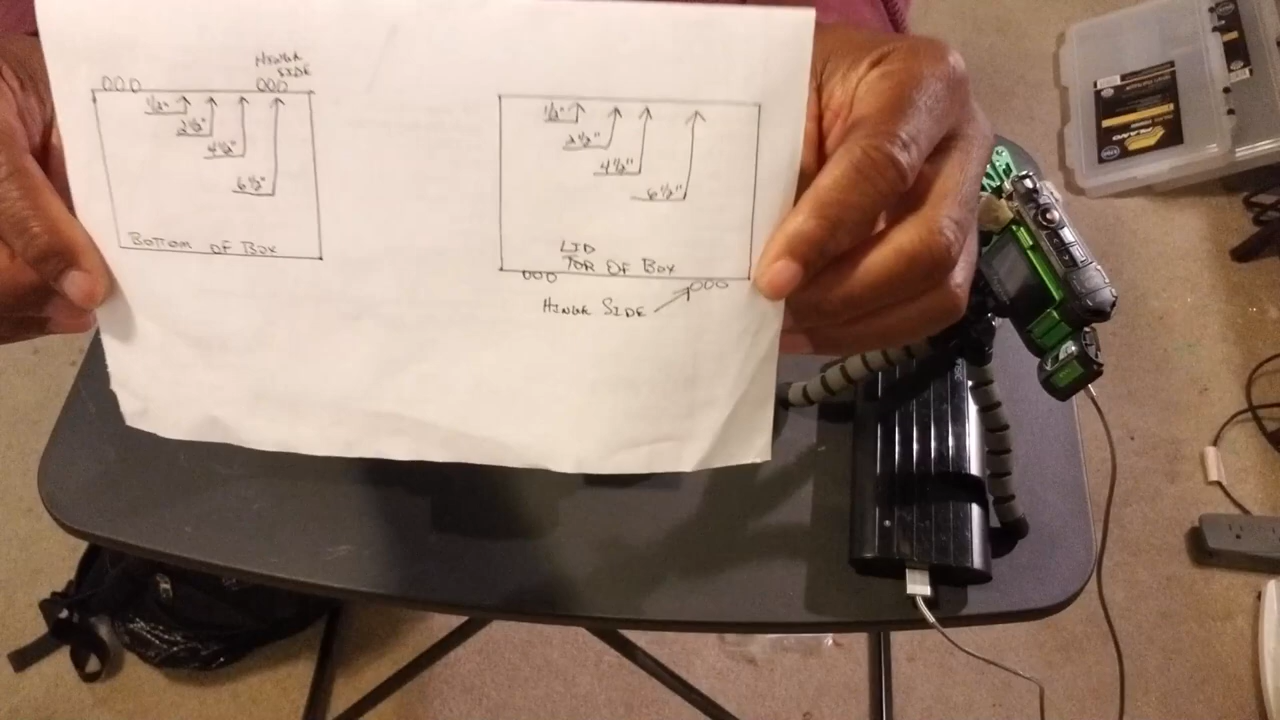 HINGE
SIDE
000
000
1/2"
2 1/2"
4 1/2"
6 1/2"
BOTTOM OF BOX
1/2"
2 1/2"
4 1/2"
6 1/2"
LID
TOP OF BOX
000
000
HINGE SIDE
PLANO